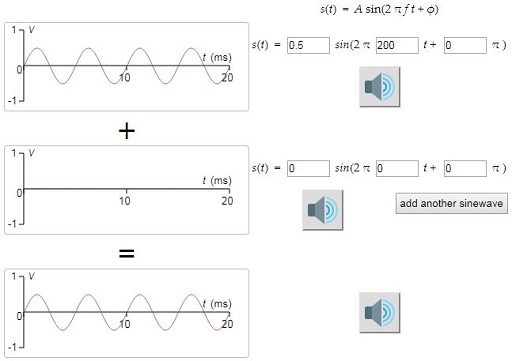 s(t) = A sin(2 π f t + φ)
1 V
s(t) = 0.5 sin(2 π 200 t + 0 π )
t (ms)
0
10 20
-1
+
1 V
s(t) = 0 sin(2 π 0 t + 0 π )
t (ms)
0
10 20
add another sinewave
-1
=
1 V
t (ms)
0
10 20
-1